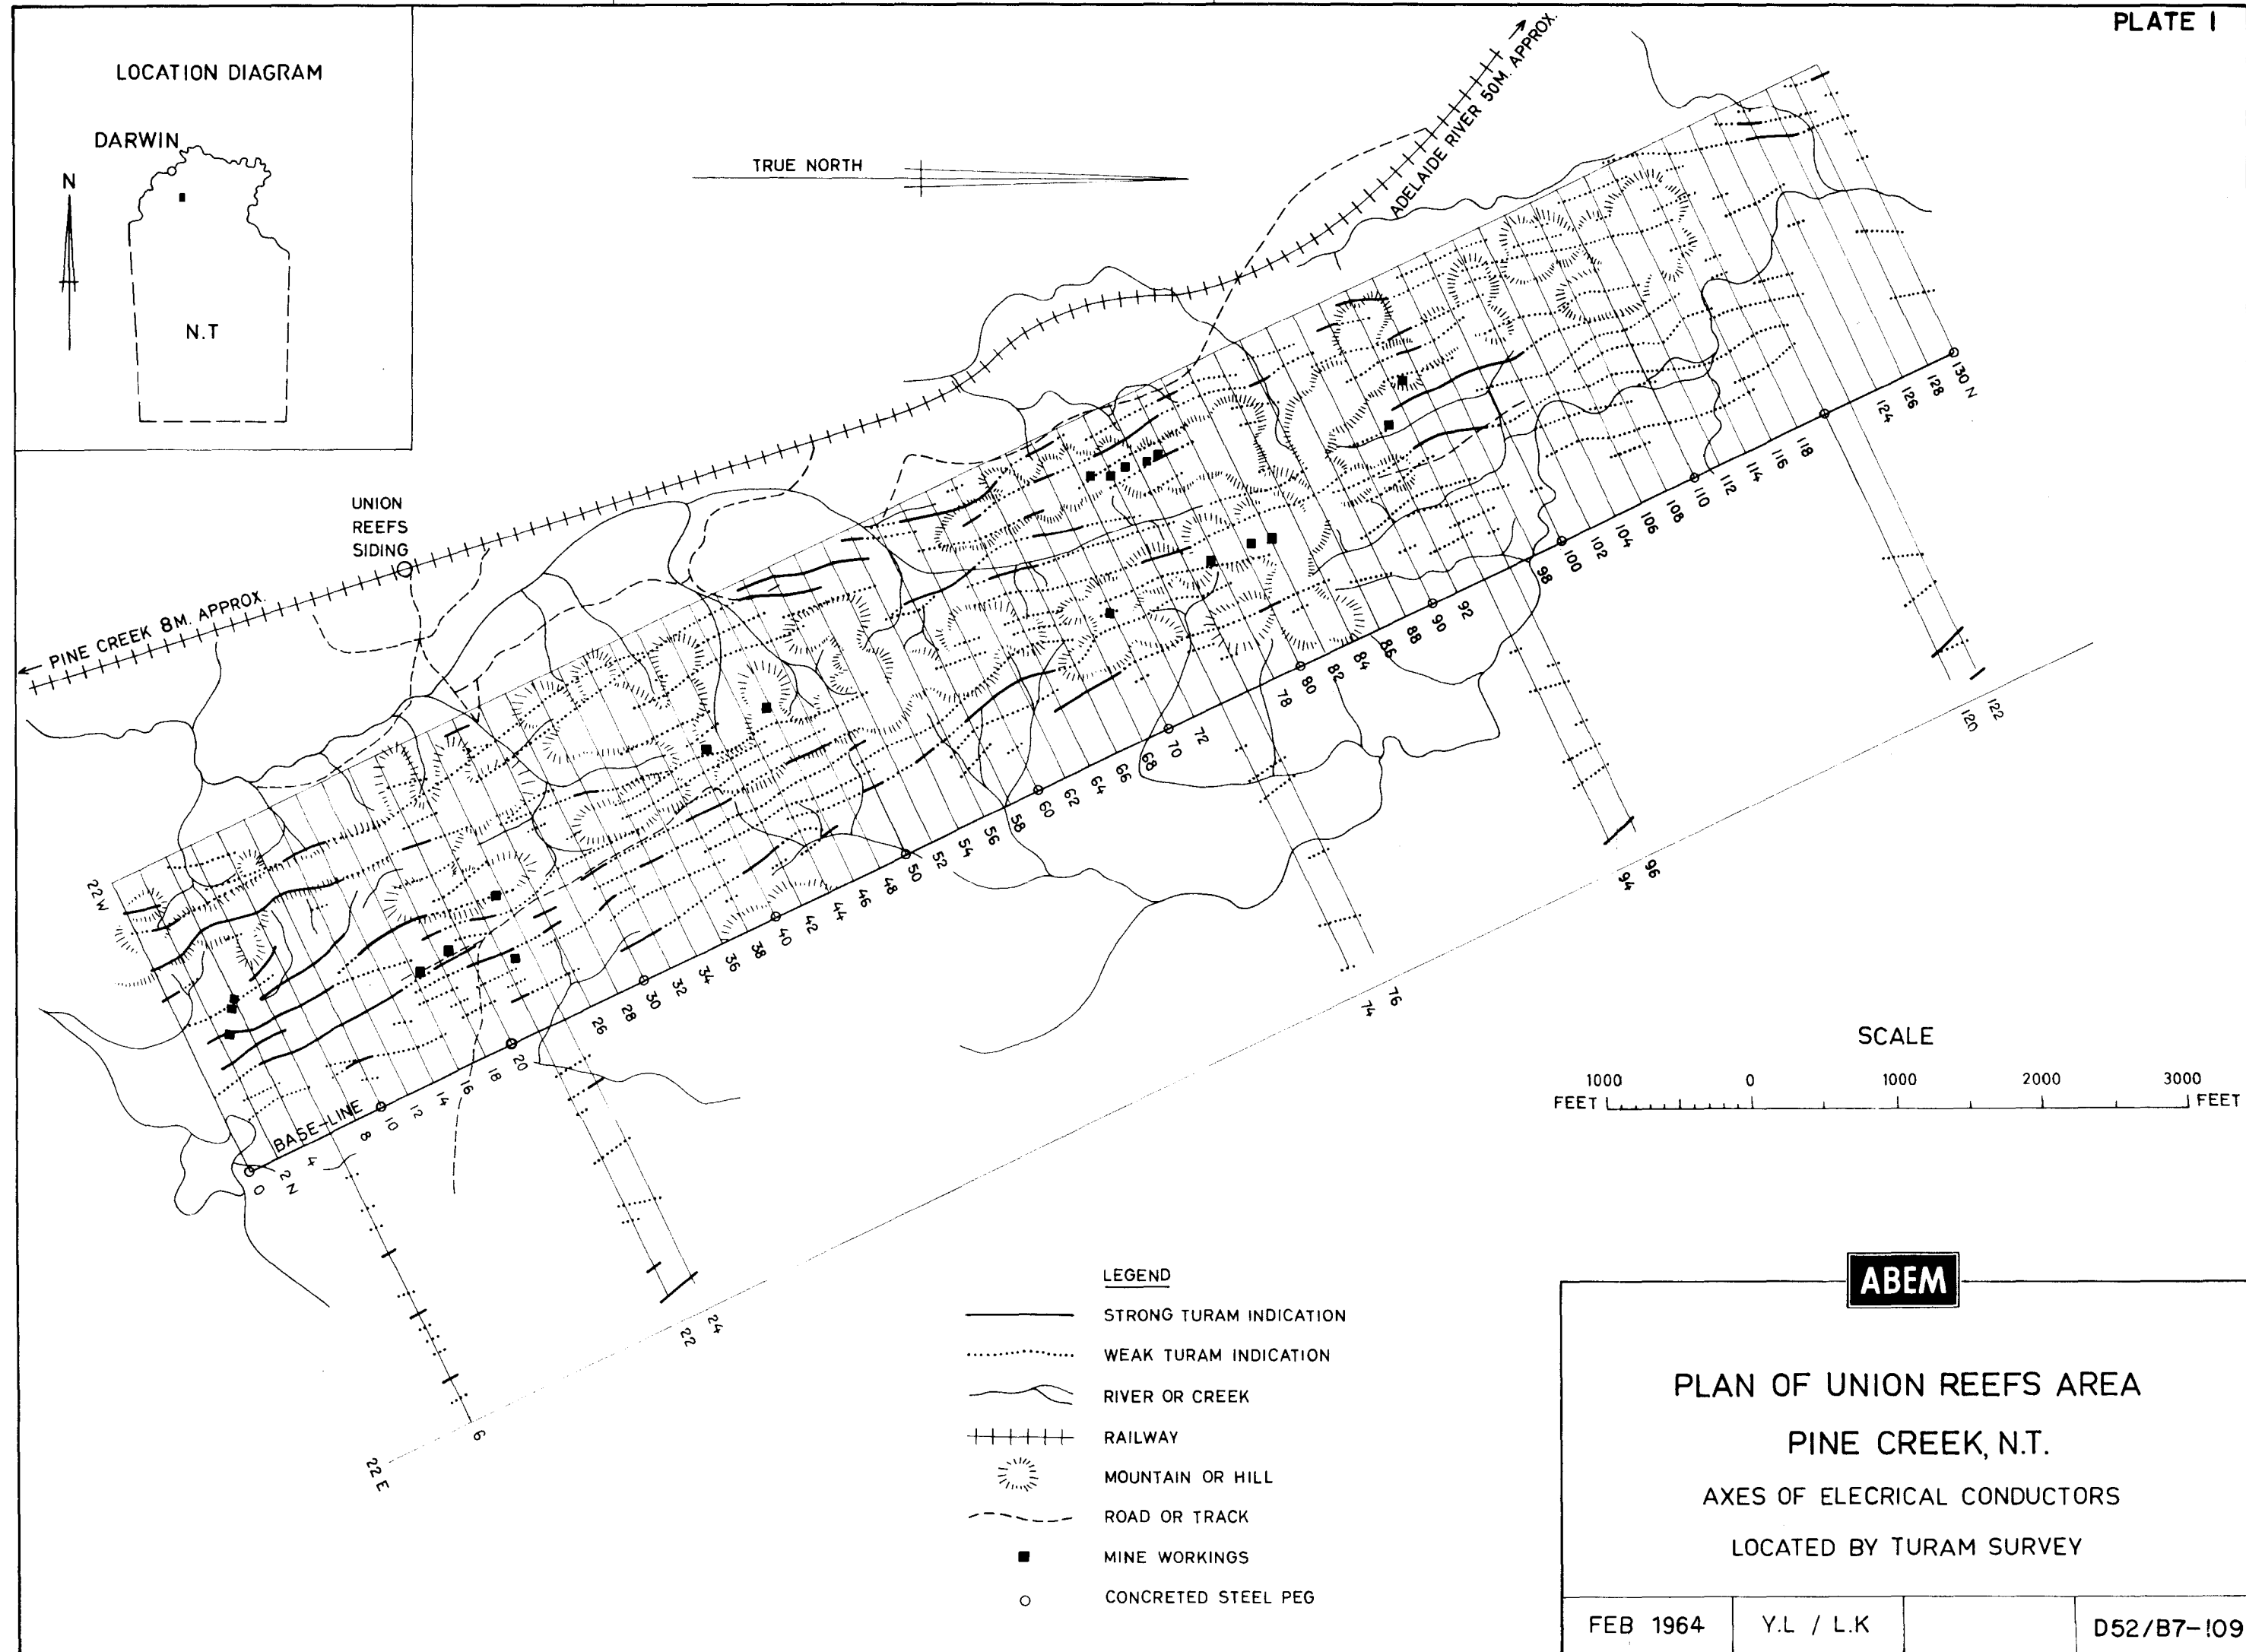 PLATE I
LOCATION DIAGRAM
DARWIN
N
N.T
TRUE NORTH
ADELAIDE RIVER 50M. APPROX.
UNION
REEFS
SIDING
PINE CREEK 8M. APPROX.
22 W
BASE-LINE
0
2 N
4
8
10
12
14
16
18
20
26
28
30
32
34
36
38
40
42
44
46
48
50
52
54
56
58
60
62
64
66
68
70
72
78
80
82
84
86
88
90
92
98
100
102
104
106
108
110
112
114
116
118
124
126
128
130 N
120
122
94
96
74
76
22
24
6
22 E
SCALE
1000 0 1000 2000 3000
FEET FEET
LEGEND
STRONG TURAM INDICATION
WEAK TURAM INDICATION
RIVER OR CREEK
RAILWAY
MOUNTAIN OR HILL
ROAD OR TRACK
MINE WORKINGS
CONCRETED STEEL PEG
ABEM
PLAN OF UNION REEFS AREA
PINE CREEK, N.T.
AXES OF ELECRICAL CONDUCTORS
LOCATED BY TURAM SURVEY
FEB 1964 Y.L / L.K D52/B7-109